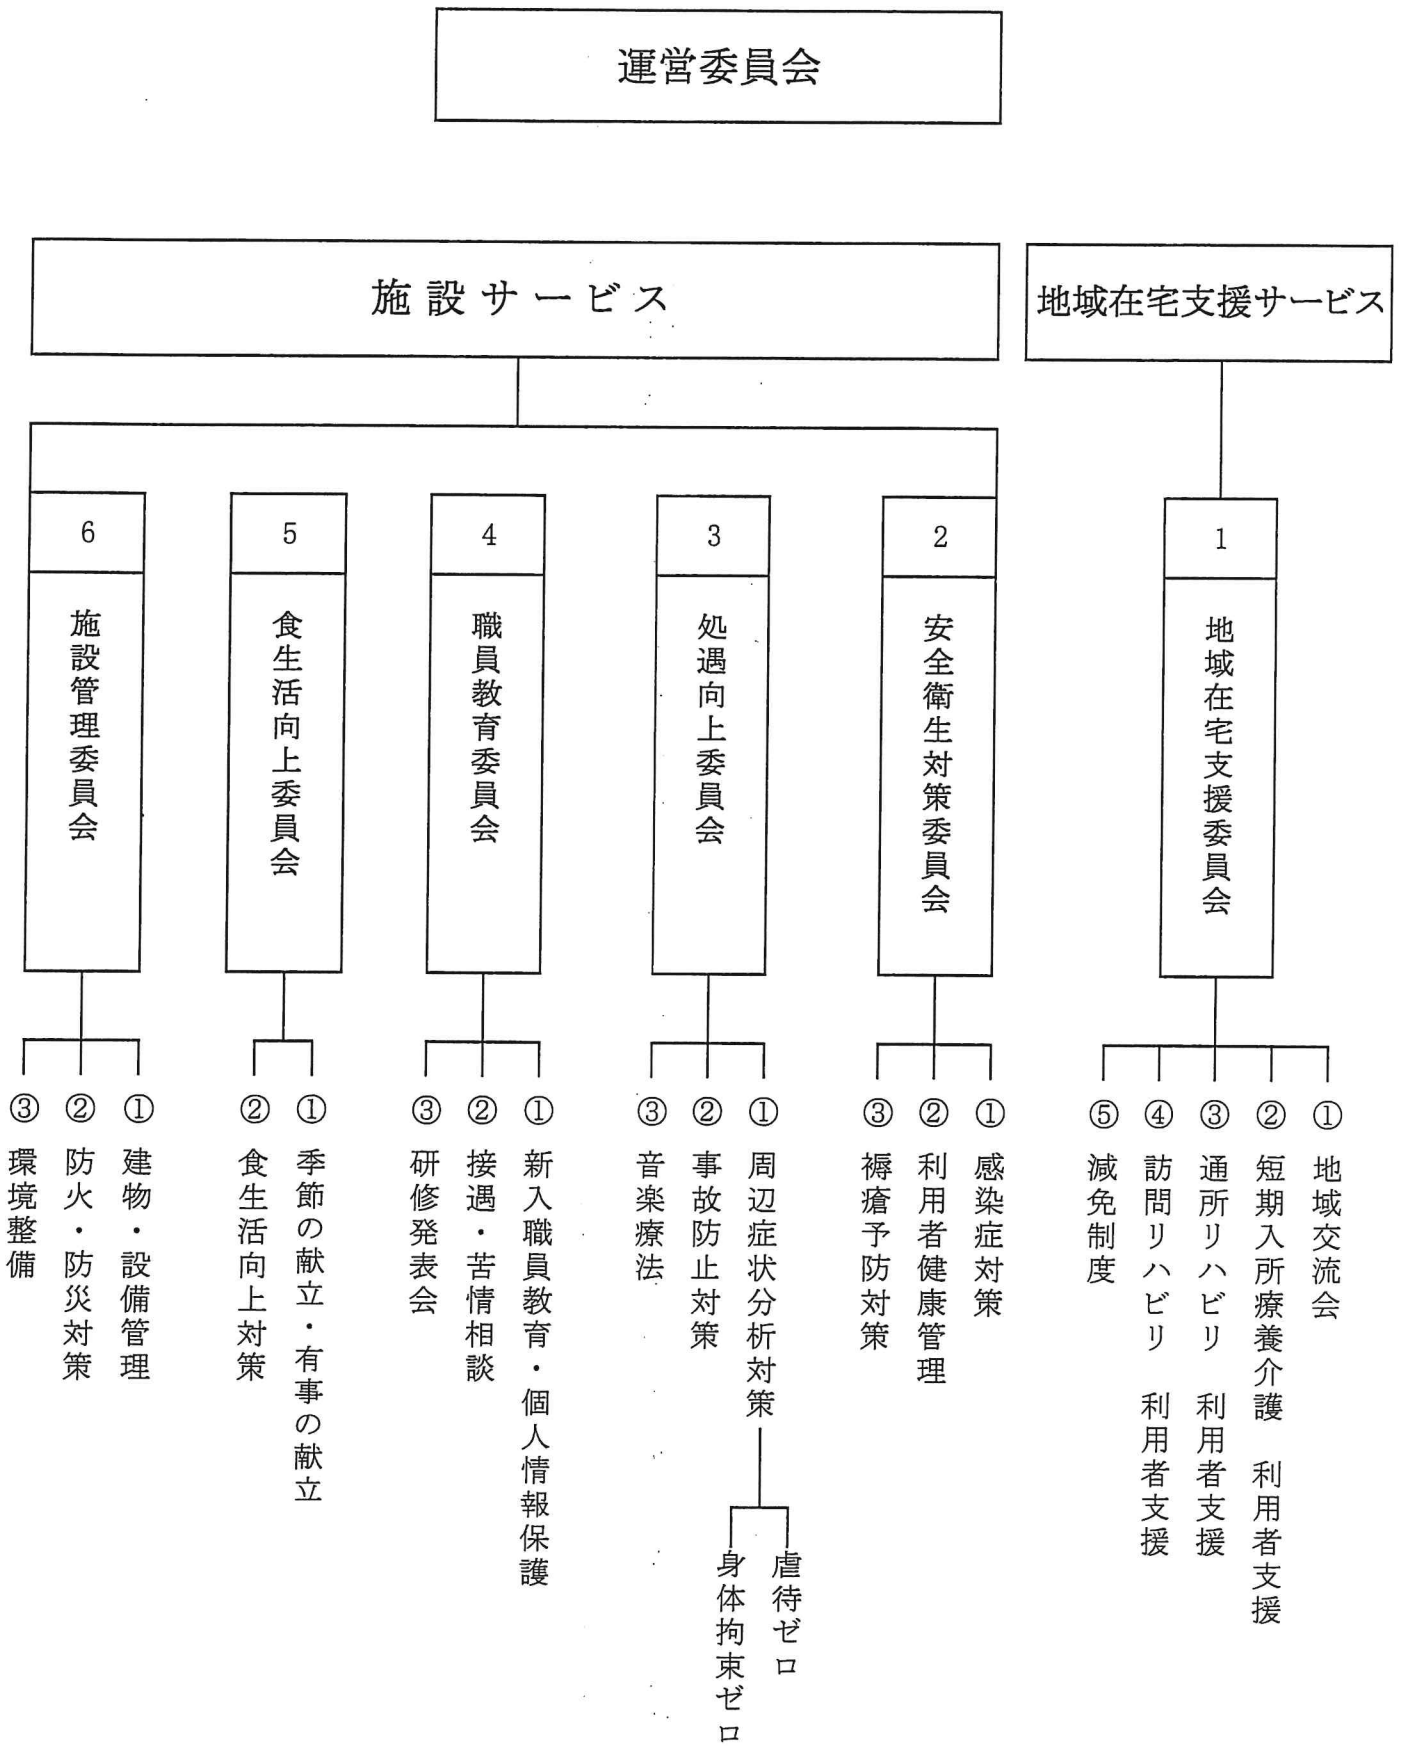 運営委員会
施設サービス
地域在宅支援サービス
1
地域在宅支援委員会
① 地域交流会
② 短期入所療養介護 利用者支援
③ 通所リハビリ 利用者支援
④ 訪問リハビリ 利用者支援
⑤ 減免制度
2
安全衛生対策委員会
① 感染症対策
② 利用者健康管理
③ 褥瘡予防対策
3
処遇向上委員会
① 周辺症状分析対策
虐待ゼロ
身体拘束ゼロ
② 事故防止対策
③ 音楽療法
4
職員教育委員会
① 新入職員教育・個人情報保護
② 接遇・苦情相談
③ 研修発表会
5
食生活向上委員会
① 季節の献立・有事の献立
② 食生活向上対策
6
施設管理委員会
① 建物・設備管理
② 防火・防災対策
③ 環境整備